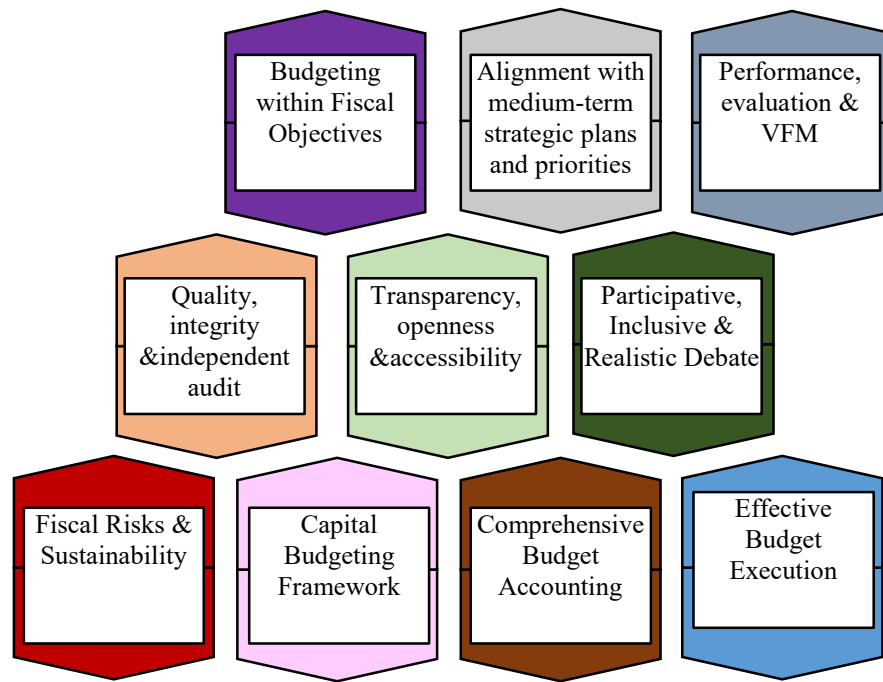 Budgeting
within Fiscal
Objectives
Alignment with
medium-term
strategic plans
and priorities
Performance,
evaluation &
VFM
Quality,
integrity
&independent
audit
Transparency,
openness
&accessibility
Participative,
Inclusive &
Realistic Debate
Fiscal Risks &
Sustainability
Capital
Budgeting
Framework
Comprehensive
Budget
Accounting
Effective
Budget
Execution